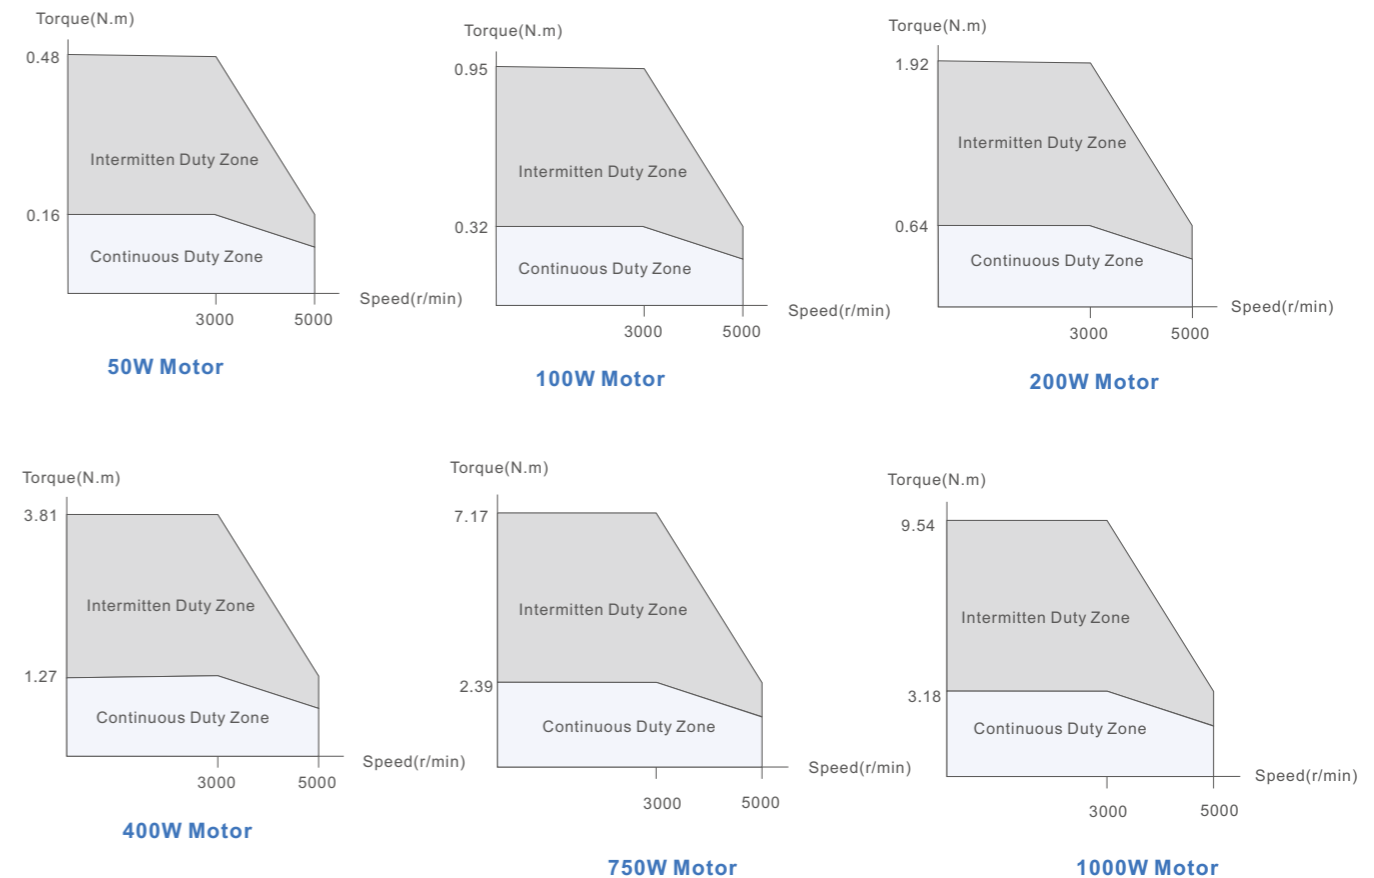 Torque(N.m)
0.48
Intermitten Duty Zone
0.16
Continuous Duty Zone
Speed(r/min)
3000
5000
50W Motor
Torque(N.m)
0.95
Intermitten Duty Zone
0.32
Continuous Duty Zone
Speed(r/min)
3000
5000
100W Motor
Torque(N.m)
1.92
Intermitten Duty Zone
0.64
Continuous Duty Zone
Speed(r/min)
3000
5000
200W Motor
Torque(N.m)
3.81
Intermitten Duty Zone
1.27
Continuous Duty Zone
Speed(r/min)
3000
5000
400W Motor
Torque(N.m)
7.17
Intermitten Duty Zone
2.39
Continuous Duty Zone
Speed(r/min)
3000
5000
750W Motor
Torque(N.m)
9.54
Intermitten Duty Zone
3.18
Continuous Duty Zone
Speed(r/min)
3000
5000
1000W Motor